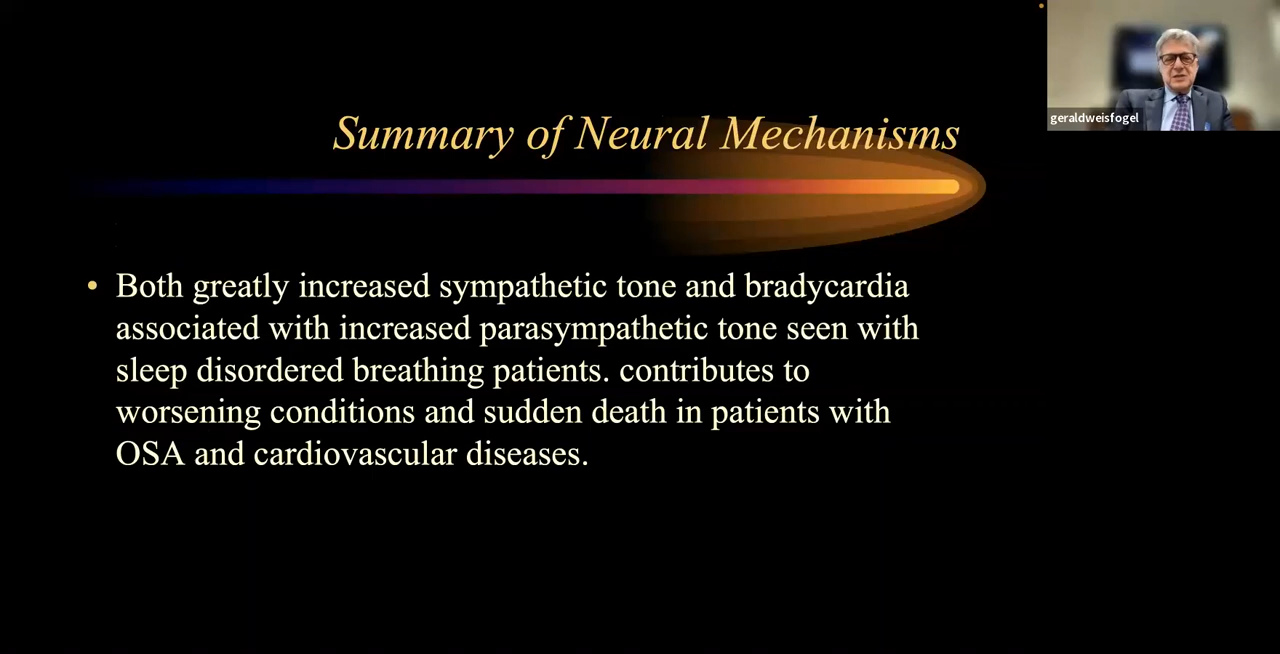 geraldweisfogel
Summary of Neural Mechanisms
• Both greatly increased sympathetic tone and bradycardia
associated with increased parasympathetic tone seen with
sleep disordered breathing patients. contributes to
worsening conditions and sudden death in patients with
OSA and cardiovascular diseases.